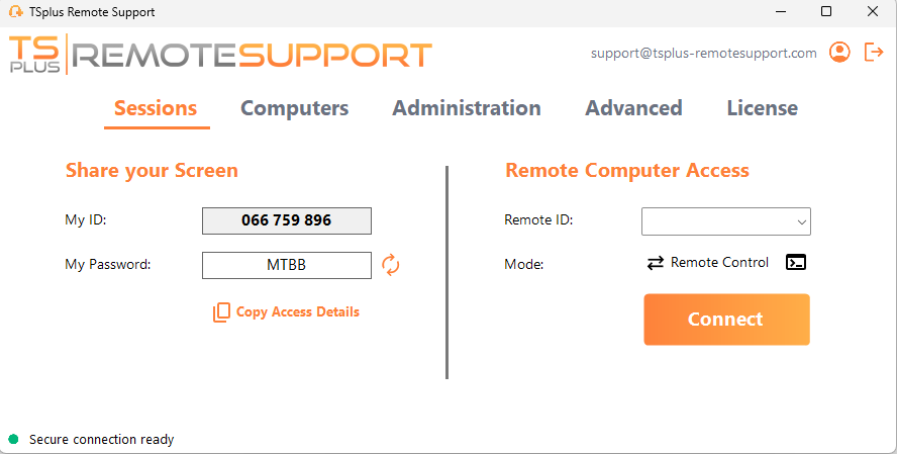 TSplus Remote Support
TS PLUS REMOTESUPPORT
support@tsplus-remotesupport.com
Sessions Computers Administration Advanced License
Share your Screen
My ID: 066 759 896
My Password: MTBB
Copy Access Details
Remote Computer Access
Remote ID:
Mode: Remote Control
Connect
Secure connection ready